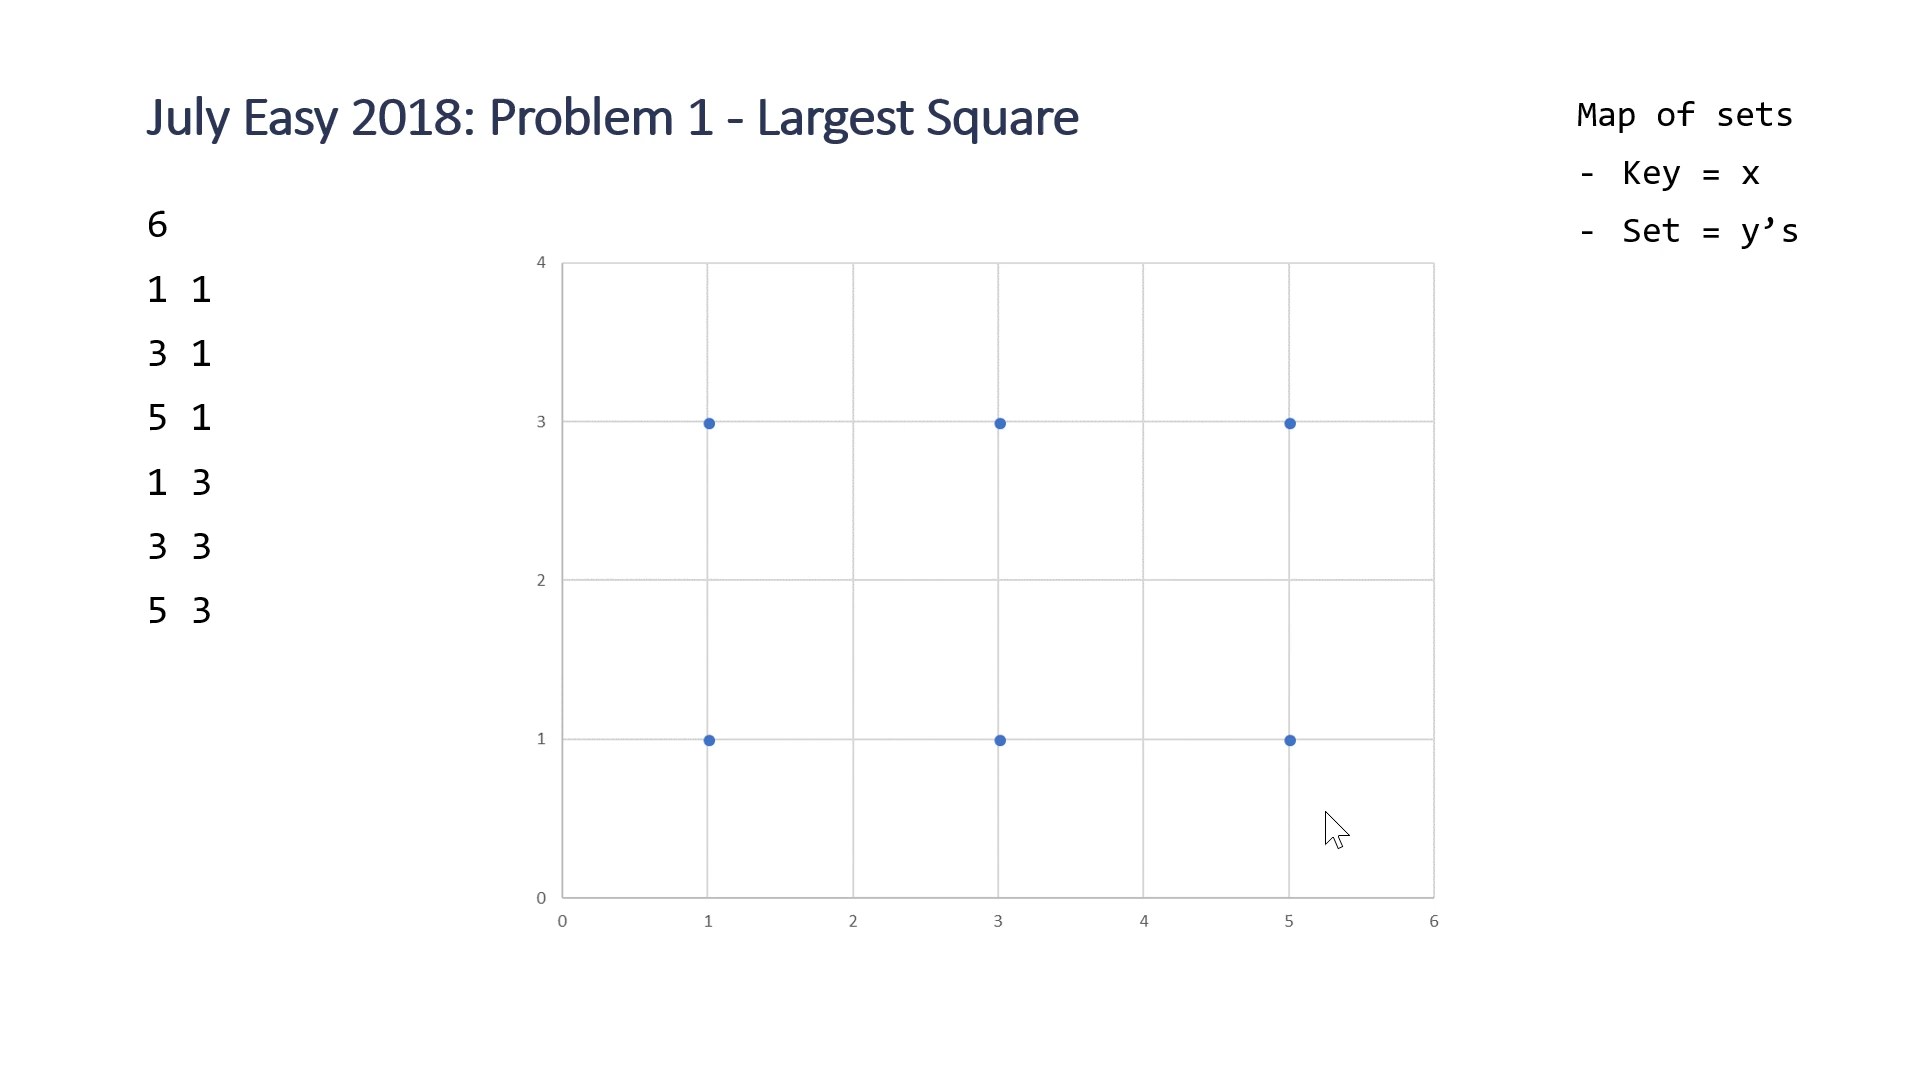 July Easy 2018: Problem 1 - Largest Square
Map of sets
- Key = x
- Set = y’s
6
1 1
3 1
5 1
1 3
3 3
5 3
4
3
2
1
0
0 1 2 3 4 5 6